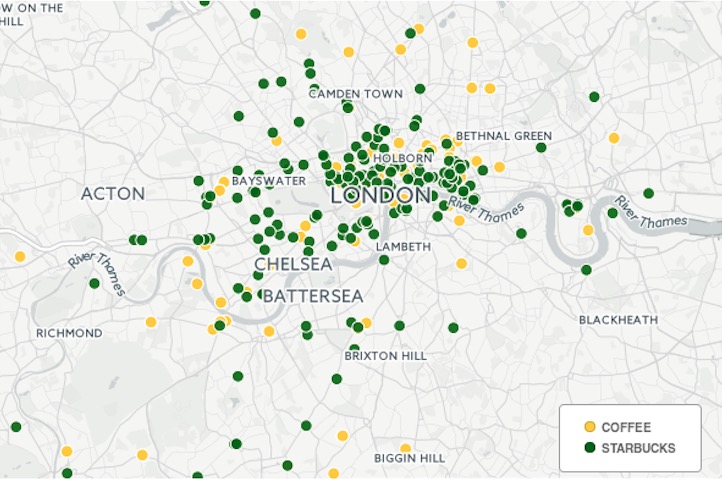 OW ON THE
HILL
CAMDEN TOWN
BETHNAL GREEN
HOLBORN
BAYSWATER
ACTON
LONDON
River Thames
River Thames
LAMBETH
River Thames
CHELSEA
BATTERSEA
BLACKHEATH
RICHMOND
BRIXTON HILL
BIGGIN HILL
COFFEE
STARBUCKS